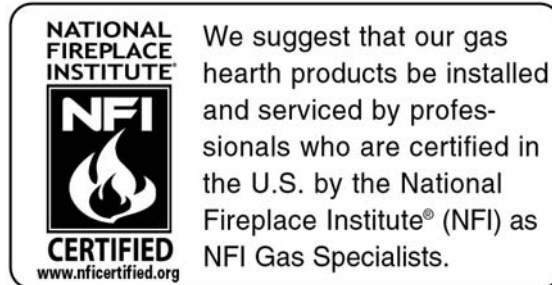 NATIONAL
FIREPLACE
INSTITUTE®
NFI
CERTIFIED
www.nficertified.org
We suggest that our gas
hearth products be installed
and serviced by profes-
sionals who are certified in
the U.S. by the National
Fireplace Institute® (NFI) as
NFI Gas Specialists.